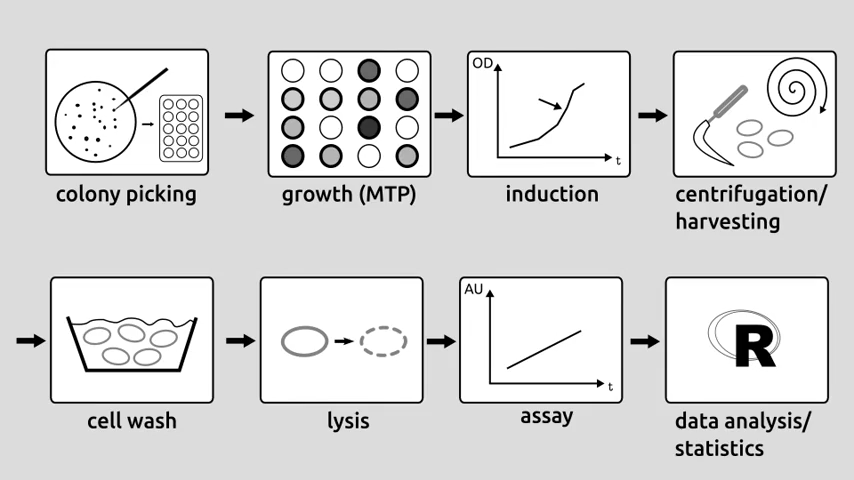 OD
t
colony picking
growth (MTP)
induction
centrifugation/
harvesting
AU
t
R
cell wash
lysis
assay
data analysis/
statistics